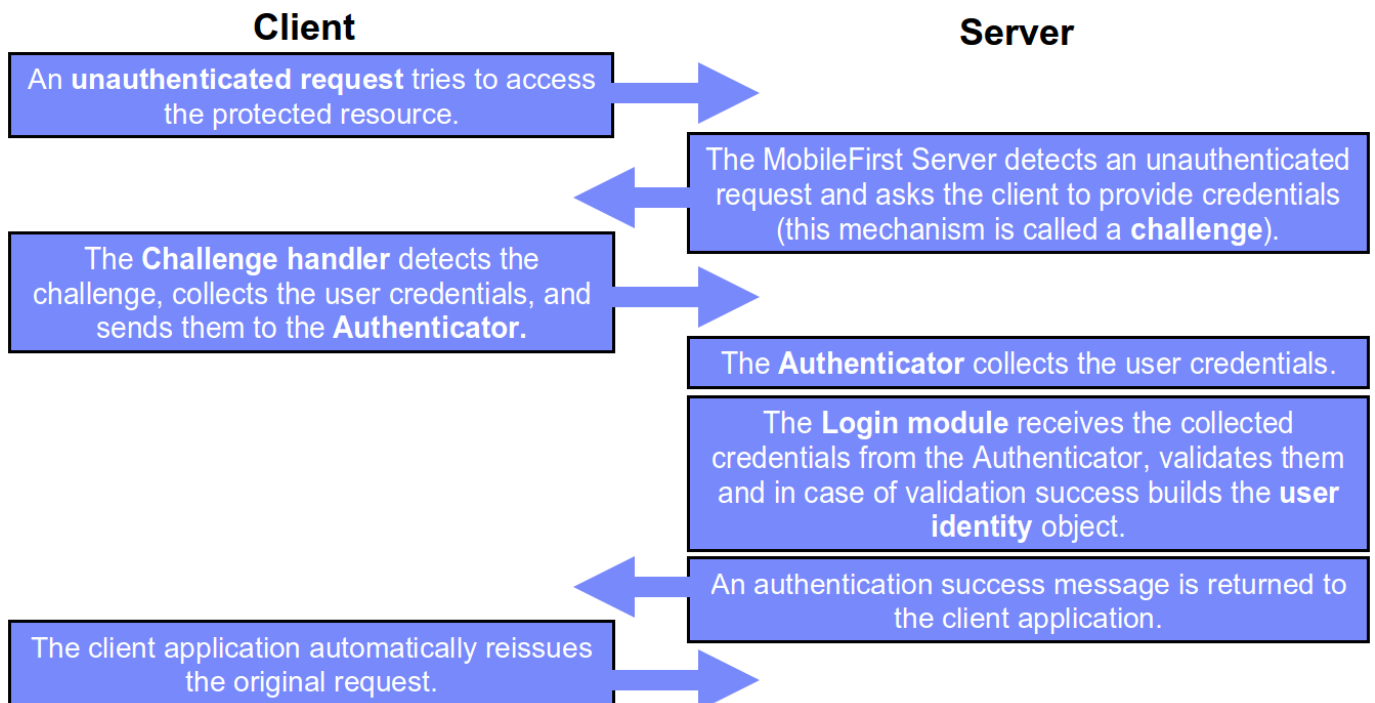 Client
Server
An unauthenticated request tries to access
the protected resource.
The MobileFirst Server detects an unauthenticated
request and asks the client to provide credentials
(this mechanism is called a challenge).
The Challenge handler detects the
challenge, collects the user credentials, and
sends them to the Authenticator.
The Authenticator collects the user credentials.
The Login module receives the collected
credentials from the Authenticator, validates them
and in case of validation success builds the user
identity object.
An authentication success message is returned to
the client application.
The client application automatically reissues
the original request.